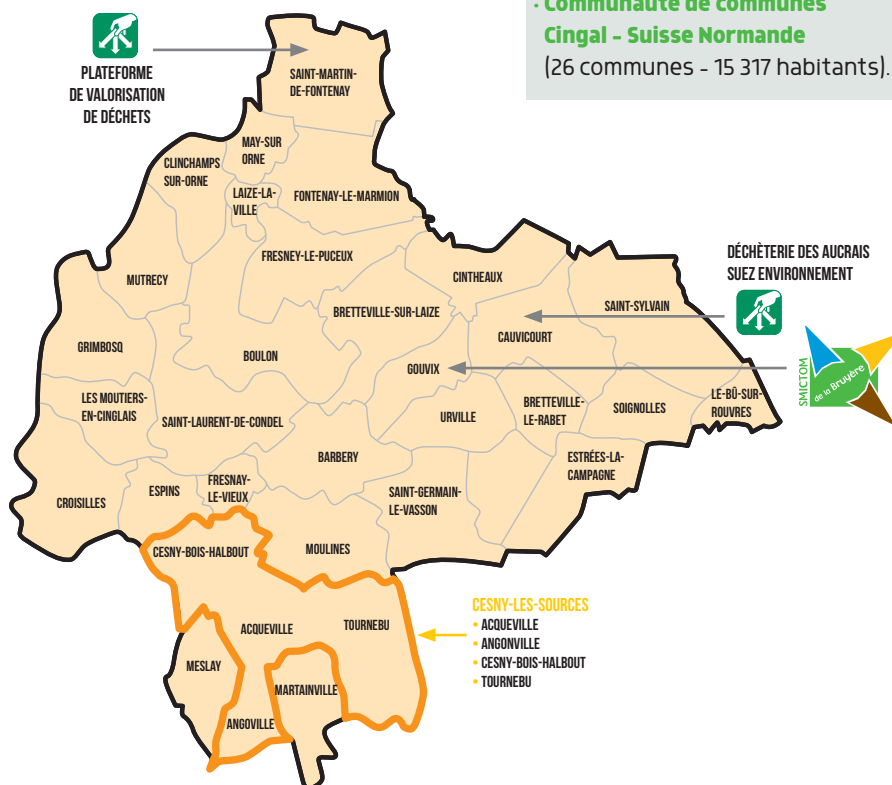 · Communauté de communes
Cingal - Suisse Normande
(26 communes - 15 317 habitants).
PLATEFORME
DE VALORISATION
DE DÉCHETS
SAINT-MARTIN-
DE-FONTENAY
MAY-SUR
ORNE
CLINCHAMPS
SUR-ORNE
LAIZE-LA-
VILLE
FONTENAY-LE-MARMION
FRESNEY-LE-PUCEUX
MUTRECY
CINTHEAUX
DÉCHÈTERIE DES AUCRAIS
SUEZ ENVIRONNEMENT
BRETTEVILLE-SUR-LAIZE
SAINT-SYLVAIN
CAUVICOURT
GRIMBOSQ
BOULON
GOUVIX
SMICTOM
de la Bruyère
LES MOUTIERS-
EN-CINGLAIS
SAINT-LAURENT-DE-CONDEL
URVILLE
BRETTEVILLE-
LE-RABET
SOIGNOLLES
LE-BÛ-SUR-
ROUVRES
BARBERY
ESTRÉES-LA-
CAMPAGNE
CROISILLES
ESPINS
FRESNAY-
LE-VIEUX
SAINT-GERMAIN-
LE-VASSON
CESNY-BOIS-HALBOUT
MOULINES
ACQUEVILLE
TOURNEBU
MESLAY
MARTAINVILLE
ANGOVILLE
CESNY-LES-SOURCES
• ACQUEVILLE
• ANGONVILLE
• CESNY-BOIS-HALBOUT
• TOURNEBU